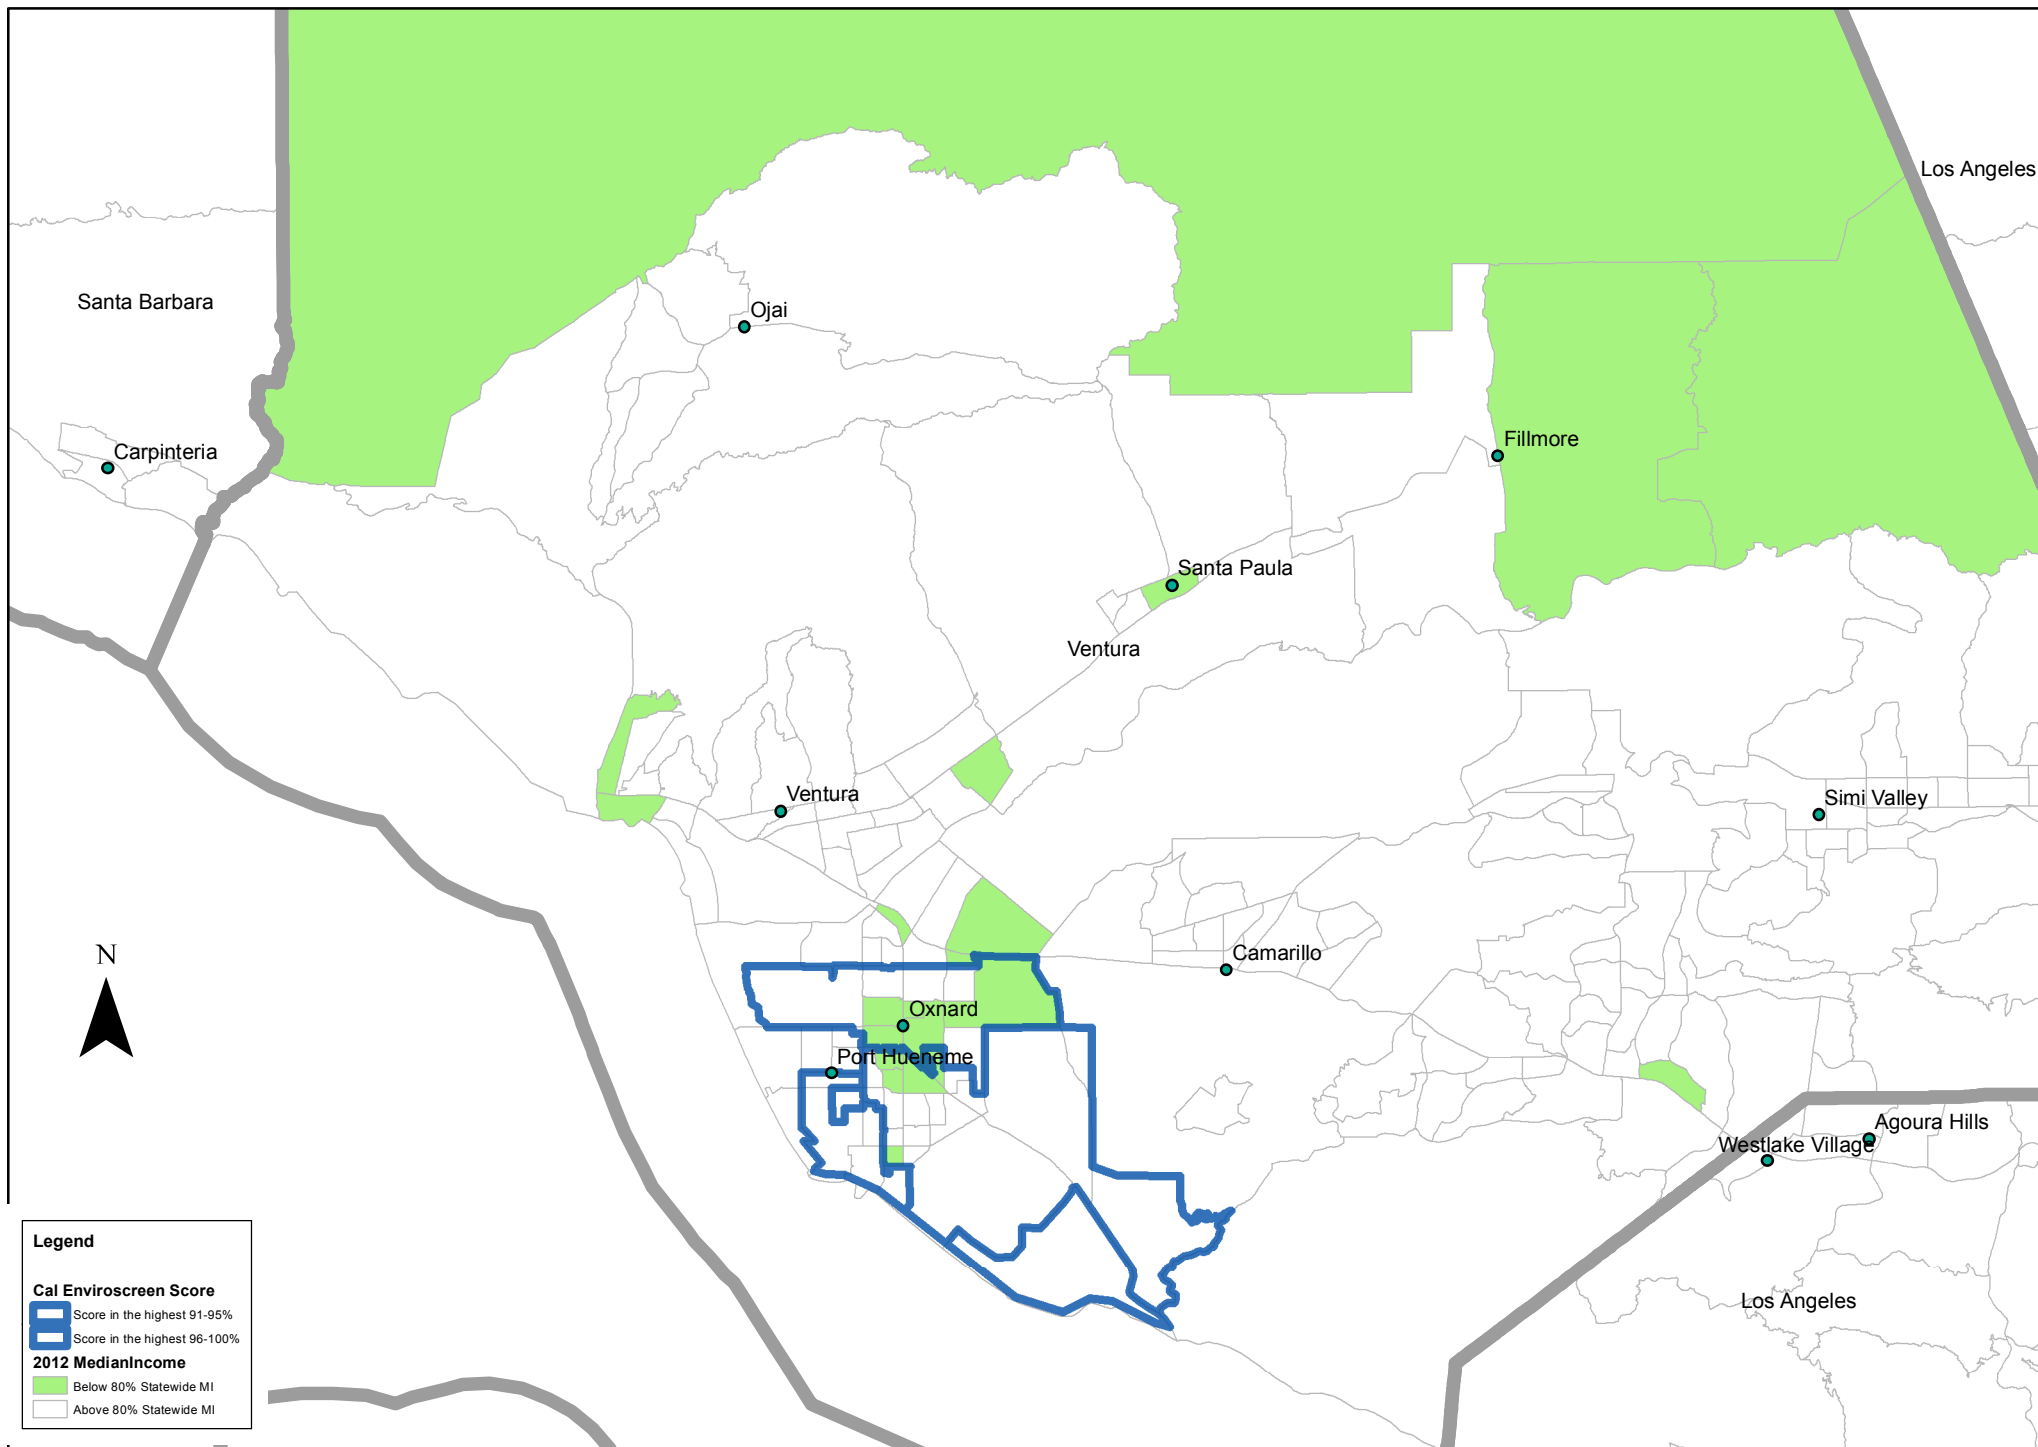 Los Angeles
Santa Barbara
Ojai
Carpinteria
Fillmore
Santa Paula
Ventura
Ventura
Simi Valley
N
Camarillo
Oxnard
Port Hueneme
Agoura Hills
Westlake Village
Los Angeles
Legend
Cal Enviroscreen Score
Score in the highest 91-95%
Score in the highest 96-100%
2012 MedianIncome
Below 80% Statewide MI
Above 80% Statewide MI